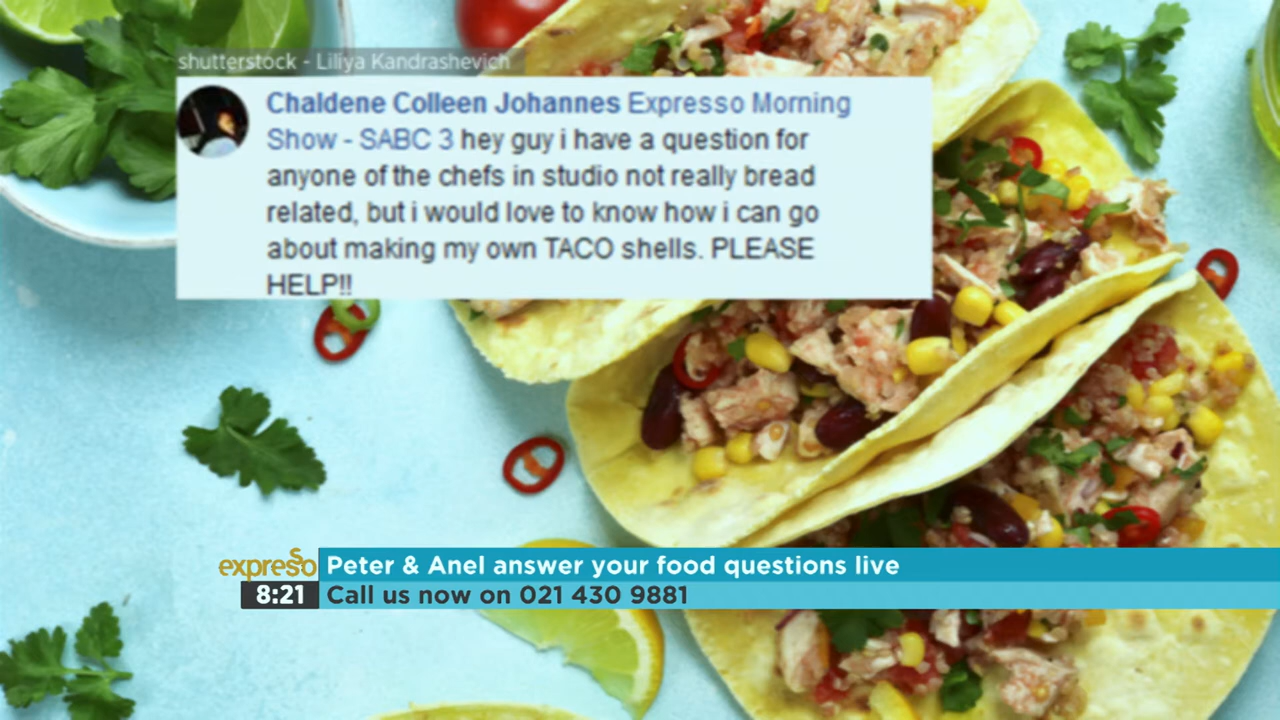 shutterstock - Liliya Kandrashevich
Chaldene Colleen Johannes Expresso Morning
Show - SABC 3 hey guy i have a question for
anyone of the chefs in studio not really bread
related, but i would love to know how i can go
about making my own TACO shells. PLEASE
HELP!!
expresso
Peter & Anel answer your food questions live
8:21
Call us now on 021 430 9881